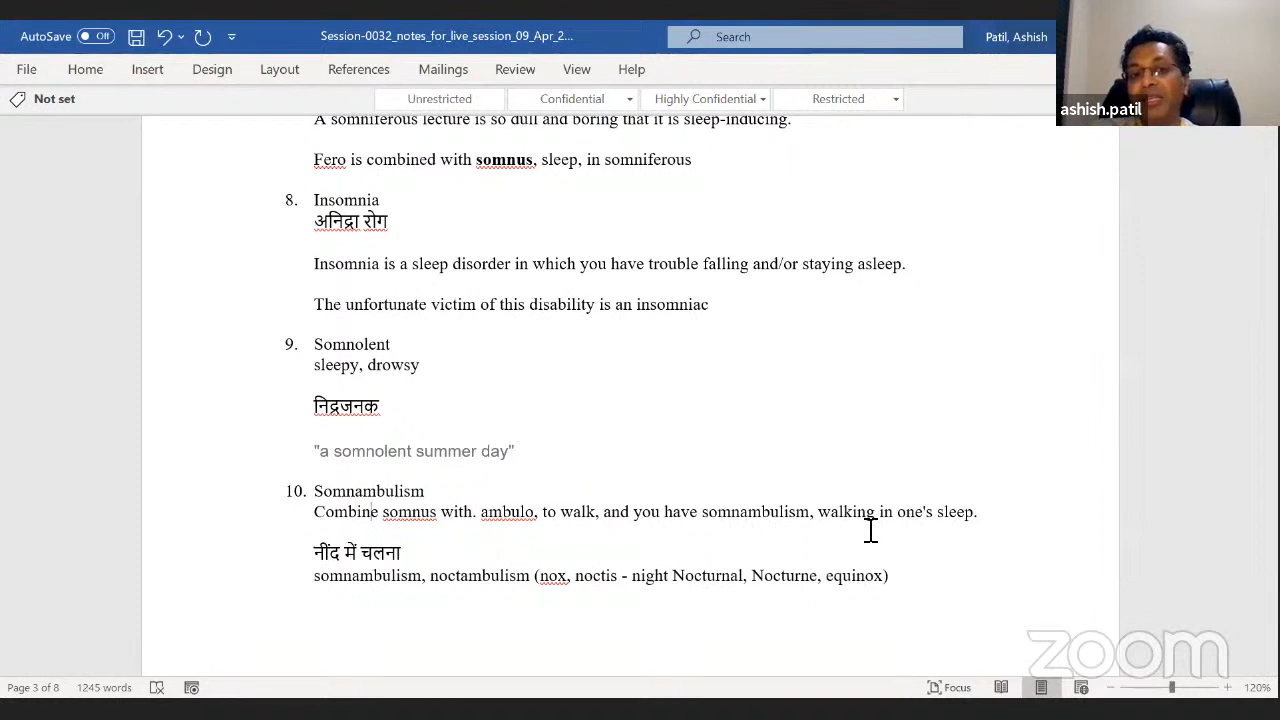 AutoSave Off Session-0032_notes_for_live_session_09_Apr_2... Search Patil, Ashish
File Home Insert Design Layout References Mailings Review View Help
ashish.patil
Not set Unrestricted Confidential Highly Confidential Restricted
A somniferous lecture is so dull and boring that it is sleep-inducing.
Fero is combined with somnus, sleep, in somniferous
8. Insomnia
अनिद्रा रोग
Insomnia is a sleep disorder in which you have trouble falling and/or staying asleep.
The unfortunate victim of this disability is an insomniac
9. Somnolent
sleepy, drowsy
निद्रजनक
"a somnolent summer day"
10. Somnambulism
Combine somnus with. ambulo, to walk, and you have somnambulism, walking in one's sleep.
नींद में चलना
somnambulism, noctambulism (nox, noctis - night Nocturnal, Nocturne, equinox)
zoom
Page 3 of 8 1245 words Focus 120%